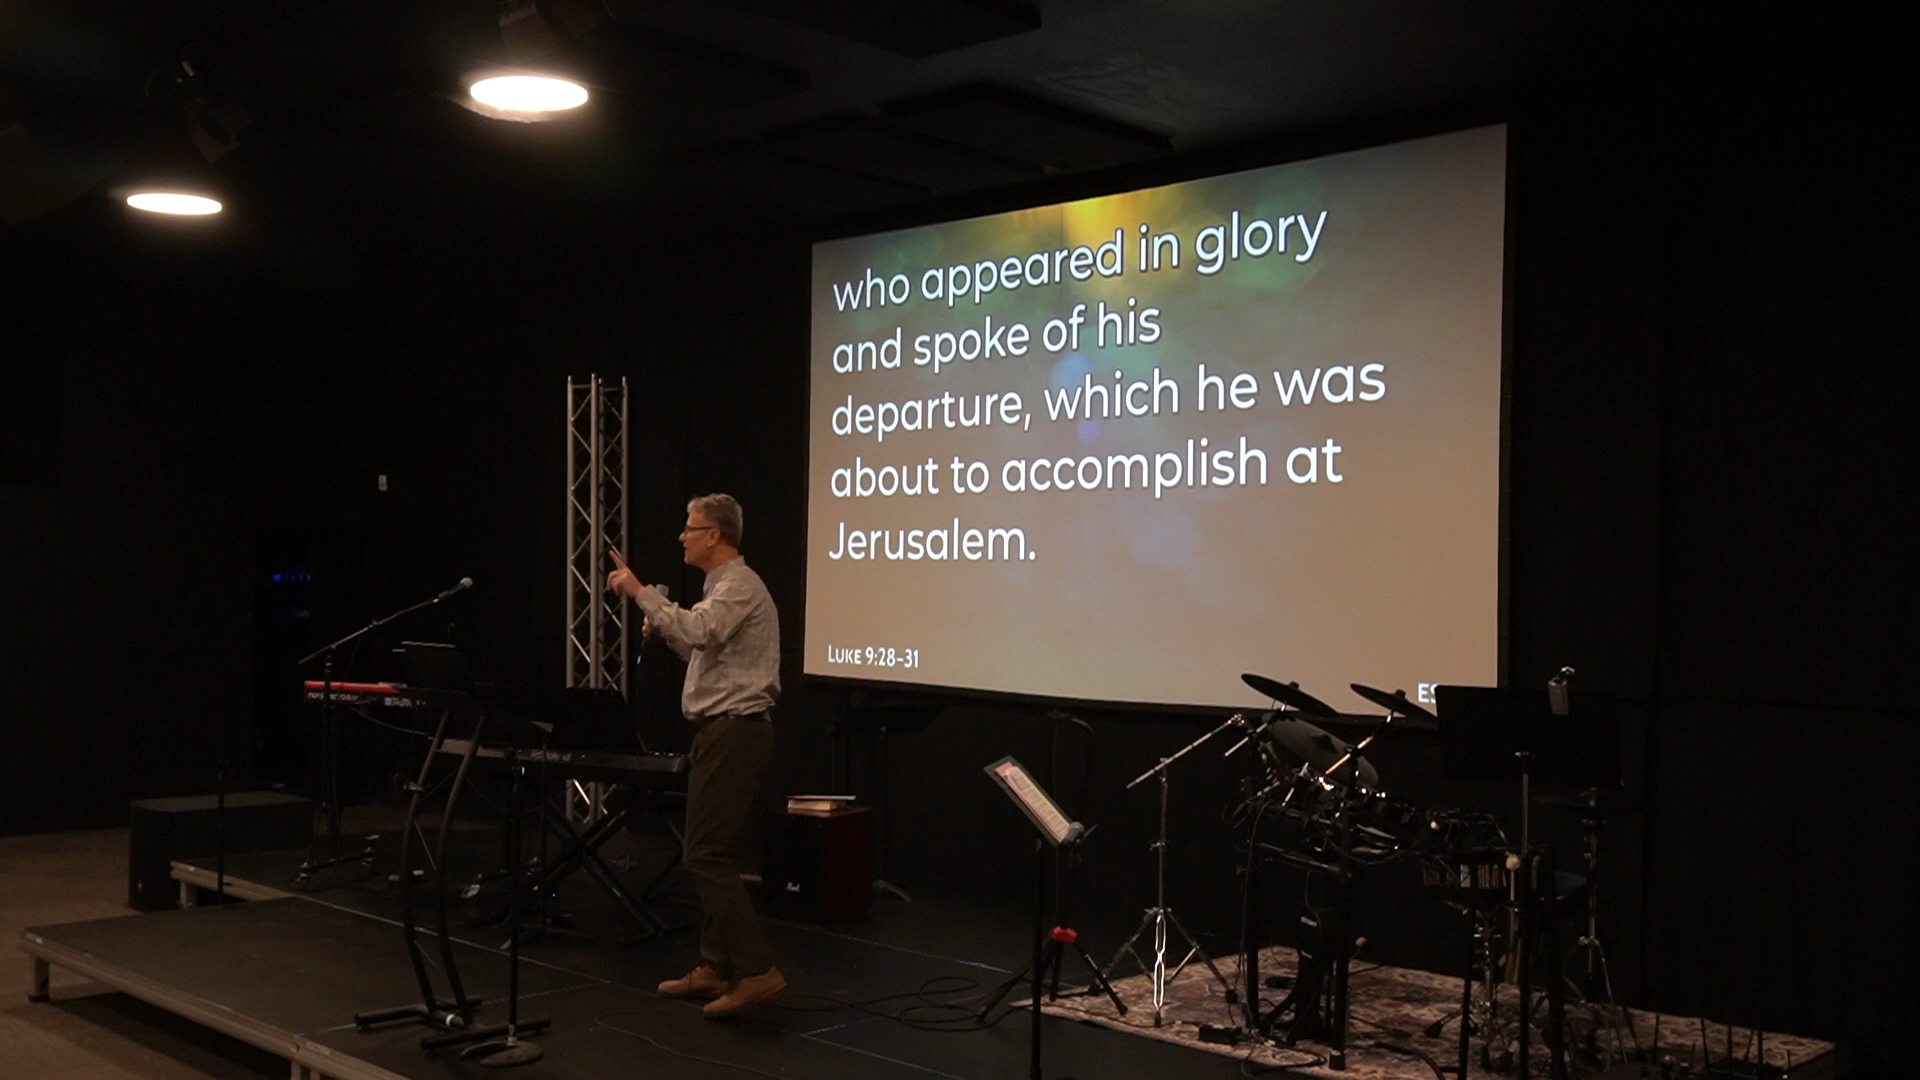 who appeared in glory
and spoke of his
departure, which he was
about to accomplish at
Jerusalem.
LUKE 9:28–31
ES